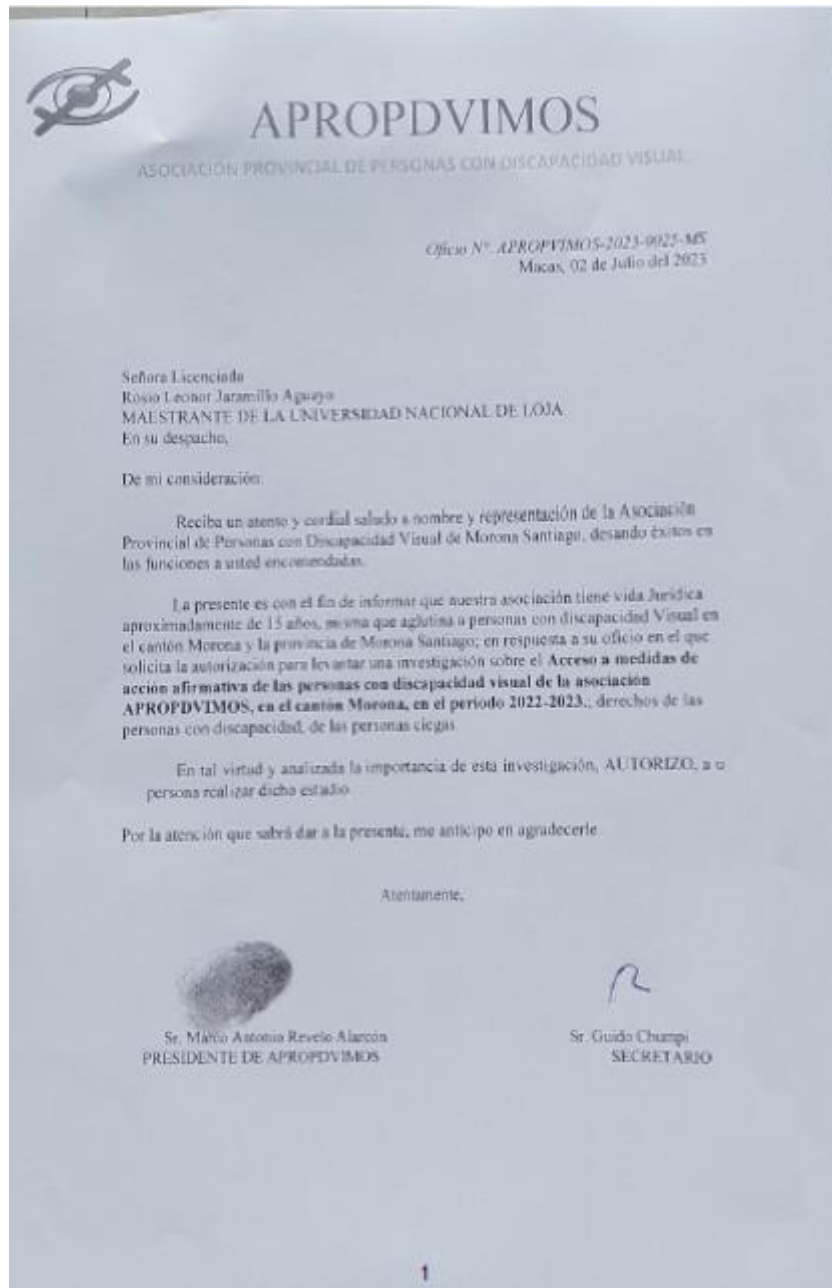 APROPDVIMOS
ASOCIACIÓN PROVINCIAL DE PERSONAS CON DISCAPACIDAD VISUAL
Oficio N° APROPVIMOS-2023-0025-MS
Macas, 02 de Julio del 2023
Señora Licenciada
Rosio Leonor Jaramillo Aguayo
MAESTRANTE DE LA UNIVERSIDAD NACIONAL DE LOJA
En su despacho,
De mi consideración:
Reciba un atento y cordial saludo a nombre y representación de la Asociación
Provincial de Personas con Discapacidad Visual de Morona Santiago, desando éxitos en
las funciones a usted encomendadas.
La presente es con el fin de informar que nuestra asociación tiene vida Jurídica
aproximadamente de 15 años, misma que aglutina a personas con discapacidad Visual en
el cantón Morona y la provincia de Morona Santiago; en respuesta a su oficio en el que
solicita la autorización para levantar una investigación sobre el Acceso a medidas de
acción afirmativa de las personas con discapacidad visual de la asociación
APROPDVIMOS, en el cantón Morona, en el periodo 2022-2023.; derechos de las
personas con discapacidad, de las personas ciegas.
En tal virtud y analizada la importancia de esta investigación, AUTORIZO, a u
persona realizar dicho estudio
Por la atención que sabrá dar a la presente, me anticipo en agradecerle.
Atentamente,
Sr. Marco Antonio Revelo Alarcón
PRESIDENTE DE APROPDVIMOS
Sr. Guido Chumpi
SECRETARIO
1